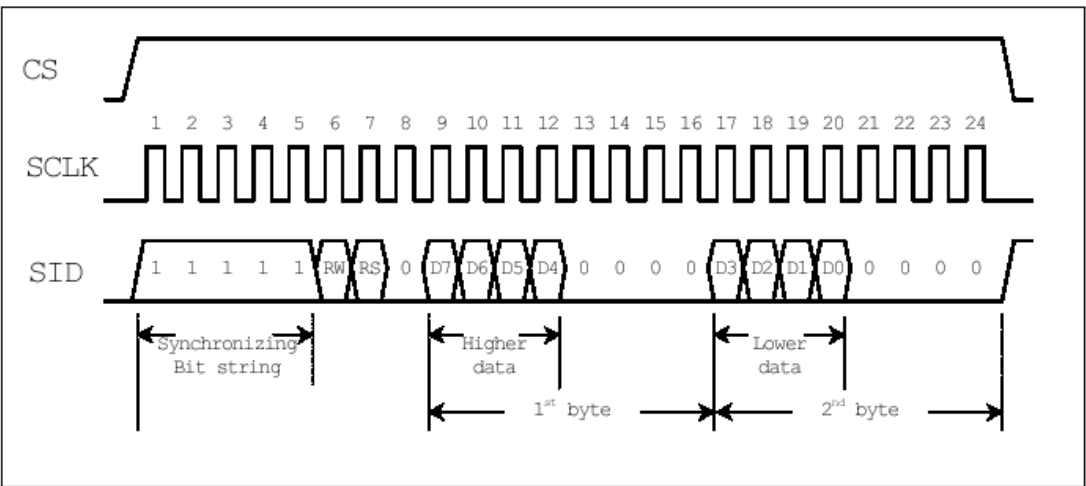 CS
1 2 3 4 5 6 7 8 9 10 11 12 13 14 15 16 17 18 19 20 21 22 23 24
SCLK
SID
1 1 1 1 1 RW RS 0 D7 D6 D5 D4 0 0 0 0 D3 D2 D1 D0 0 0 0 0
Synchronizing
Bit string
Higher
data
Lower
data
1st byte
2nd byte